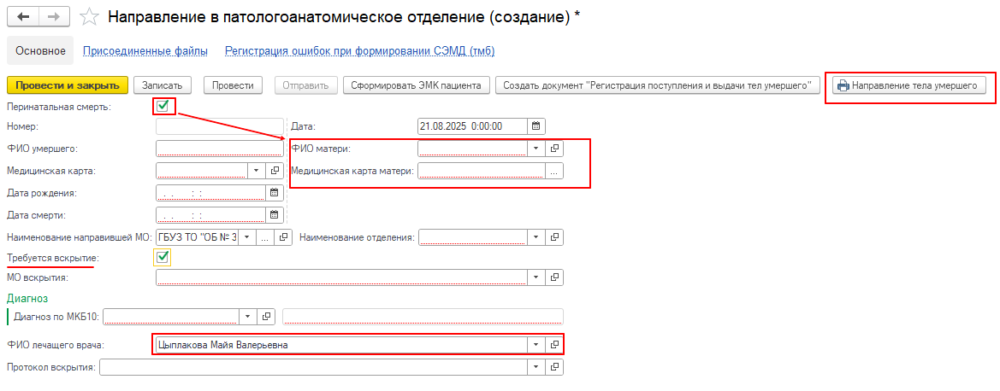 Направление в патологоанатомическое отделение (создание) *
Основное Присоединенные файлы Регистрация ошибок при формировании СЭМД (тмб)
Провести и закрыть Записать Провести Отправить Сформировать ЭМК пациента Создать документ "Регистрация поступления и выдачи тел умершего" Направление тела умершего
Перинатальная смерть:
Номер: Дата: 21.08.2025 0:00:00
ФИО умершего: ФИО матери:
Медицинская карта: Медицинская карта матери: ...
Дата рождения: . . : :
Дата смерти: . . : :
Наименование направившей МО: ГБУЗ ТО "ОБ № 3 ... Наименование отделения:
Требуется вскрытие:
МО вскрытия:
Диагноз
Диагноз по МКБ10:
ФИО лечащего врача: Цыплакова Майя Валерьевна
Протокол вскрытия: